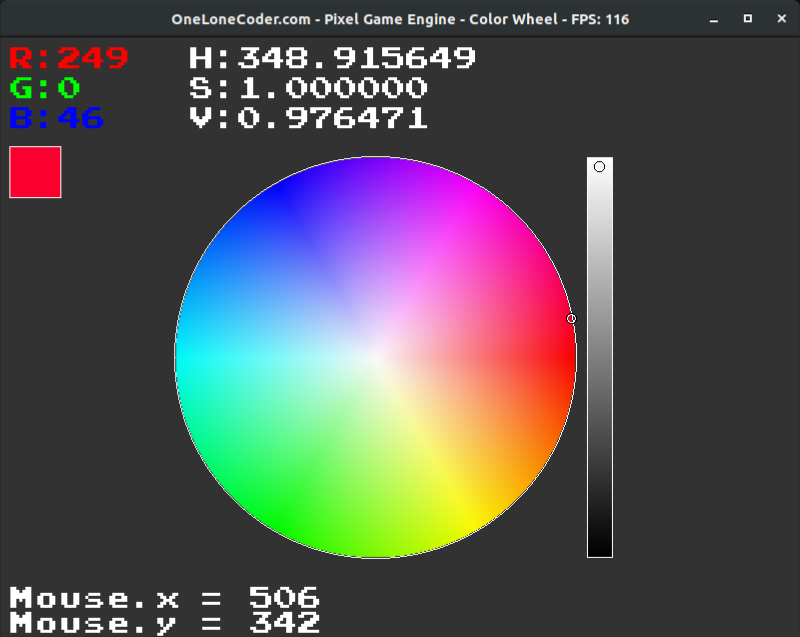 OneLoneCoder.com - Pixel Game Engine - Color Wheel - FPS: 116
R:249 H:348.915649
G:0 S:1.000000
B:46 V:0.976471
Mouse.x = 506
Mouse.y = 342